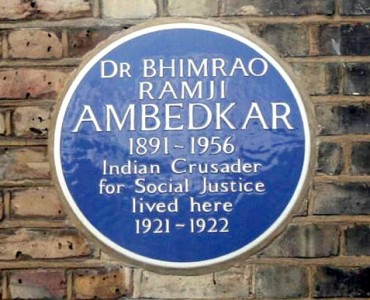 DR BHIMRAO
RAMJI
AMBEDKAR
1891-1956
Indian Crusader
for Social Justice
lived here
1921-1922